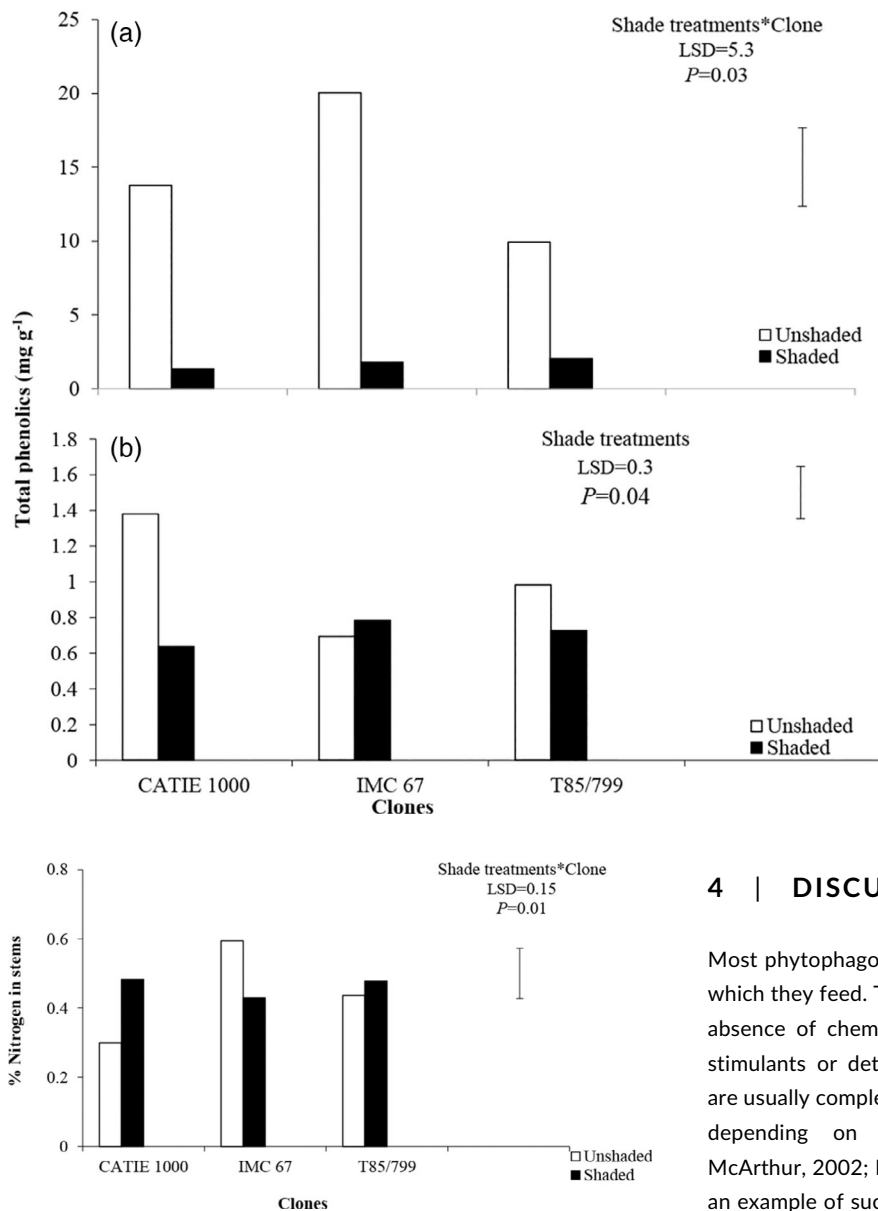 (a)
Shade treatments*Clone
LSD=5.3
P=0.03
25
20
15
10
5
0
Unshaded
Shaded
Total phenolics (mg g-1)
(b)
Shade treatments
LSD=0.3
P=0.04
1.8
1.6
1.4
1.2
1
0.8
0.6
0.4
0.2
0
Unshaded
Shaded
CATIE 1000 IMC 67 T85/799
Clones
Shade treatments*Clone
LSD=0.15
P=0.01
0.8
0.6
0.4
0.2
0
% Nitrogen in stems
CATIE 1000 IMC 67 T85/799
Unshaded
Shaded
Clones
4 | DISCU
Most phytophago
which they feed. T
absence of chem
stimulants or det
are usually comple
depending on
McArthur, 2002;
an example of suc